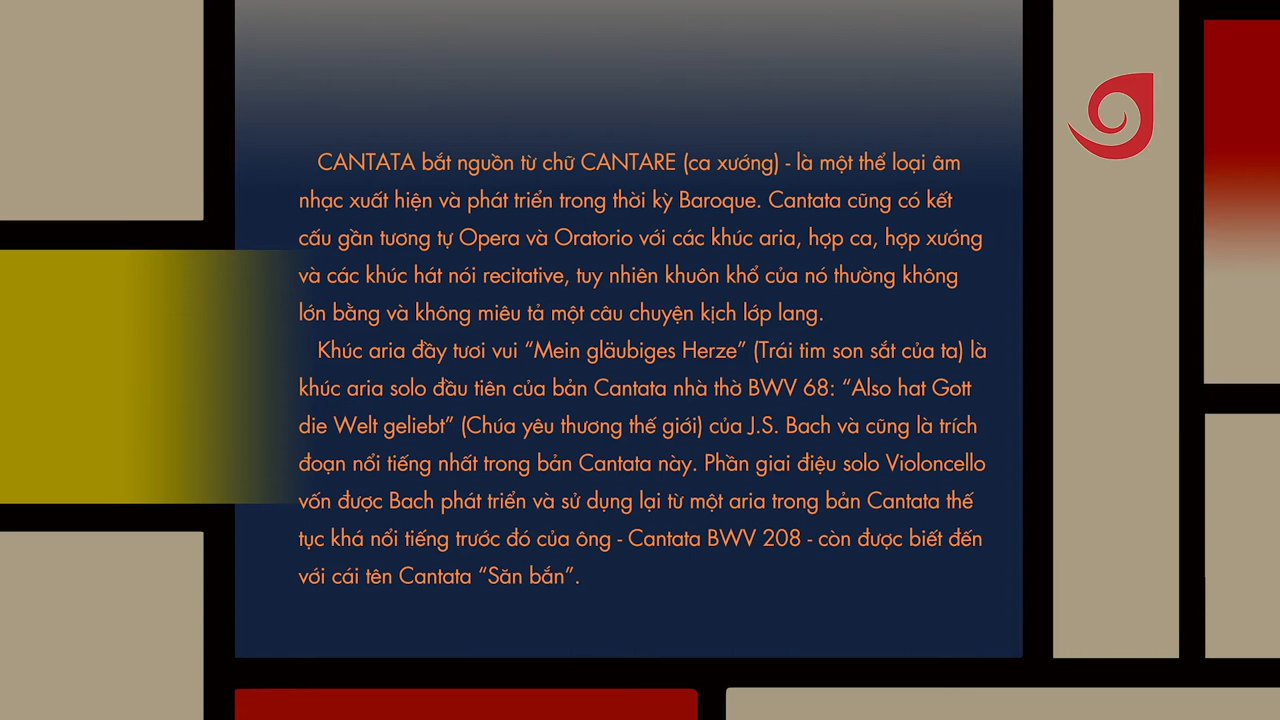 CANTATA bắt nguồn từ chữ CANTARE (ca xướng) - là một thể loại âm
nhạc xuất hiện và phát triển trong thời kỳ Baroque. Cantata cũng có kết
cấu gần tương tự Opera và Oratorio với các khúc aria, hợp ca, hợp xướng
và các khúc hát nói recitative, tuy nhiên khuôn khổ của nó thường không
lớn bằng và không miêu tả một câu chuyện kịch lớp lang.
Khúc aria đầy tươi vui “Mein gläubiges Herze” (Trái tim son sắt của ta) là
khúc aria solo đầu tiên của bản Cantata nhà thờ BWV 68: “Also hat Gott
die Welt geliebt” (Chúa yêu thương thế giới) của J.S. Bach và cũng là trích
đoạn nổi tiếng nhất trong bản Cantata này. Phần giai điệu solo Violoncello
vốn được Bach phát triển và sử dụng lại từ một aria trong bản Cantata thế
tục khá nổi tiếng trước đó của ông - Cantata BWV 208 - còn được biết đến
với cái tên Cantata “Săn bắn”.